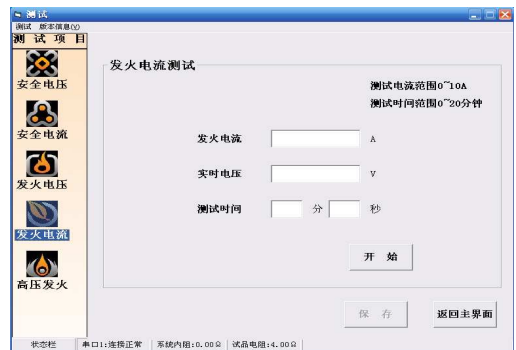 测试
测试 版本信息(V)
测 试 项 目
安全电压
安全电流
发火电压
发火电流
高压发火
发火电流测试
测试电流范围0~10A
测试时间范围0~20分钟
发火电流 A
实时电压 V
测试时间 分 秒
开 始
保 存 返回主界面
状态栏 串口1:连接正常 系统内阻:0.00Ω 试品电阻:4.00Ω